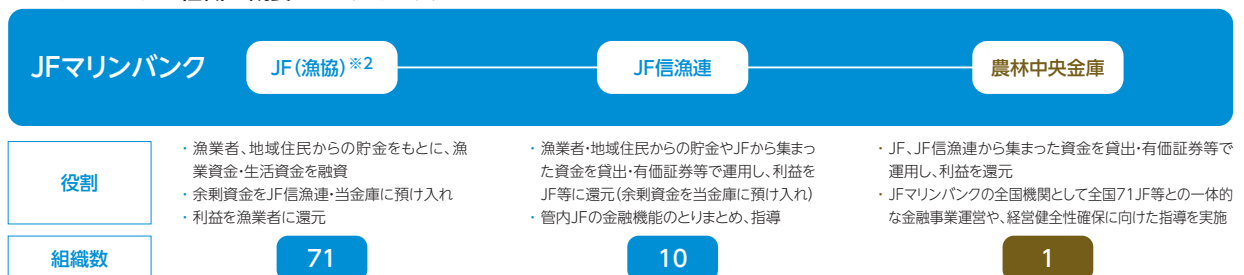 JFマリンバンク
JF（漁協）※2
JF信漁連
農林中央金庫
役割
・漁業者、地域住民からの貯金をもとに、漁
業資金・生活資金を融資
・余剰資金をJF信漁連・当金庫に預け入れ
・利益を漁業者に還元
・漁業者・地域住民からの貯金やJFから集まっ
た資金を貸出・有価証券等で運用し、利益を
JF等に還元（余剰資金を当金庫に預け入れ）
・管内JFの金融機能のとりまとめ、指導
・JF、JF信漁連から集まった資金を貸出・有価証券等で
運用し、利益を還元
・JFマリンバンクの全国機関として全国71JF等との一体的
な金融事業運営や、経営健全性確保に向けた指導を実施
組織数
71
10
1